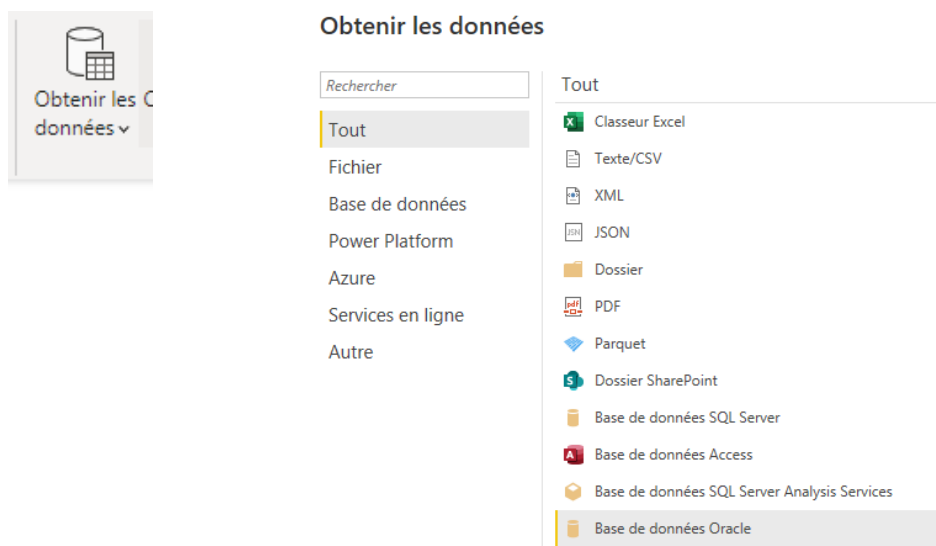 Obtenir les
données
Obtenir les données
Rechercher
Tout
Fichier
Base de données
Power Platform
Azure
Services en ligne
Autre
Tout
Classeur Excel
Texte/CSV
XML
JSON
Dossier
PDF
Parquet
Dossier SharePoint
Base de données SQL Server
Base de données Access
Base de données SQL Server Analysis Services
Base de données Oracle